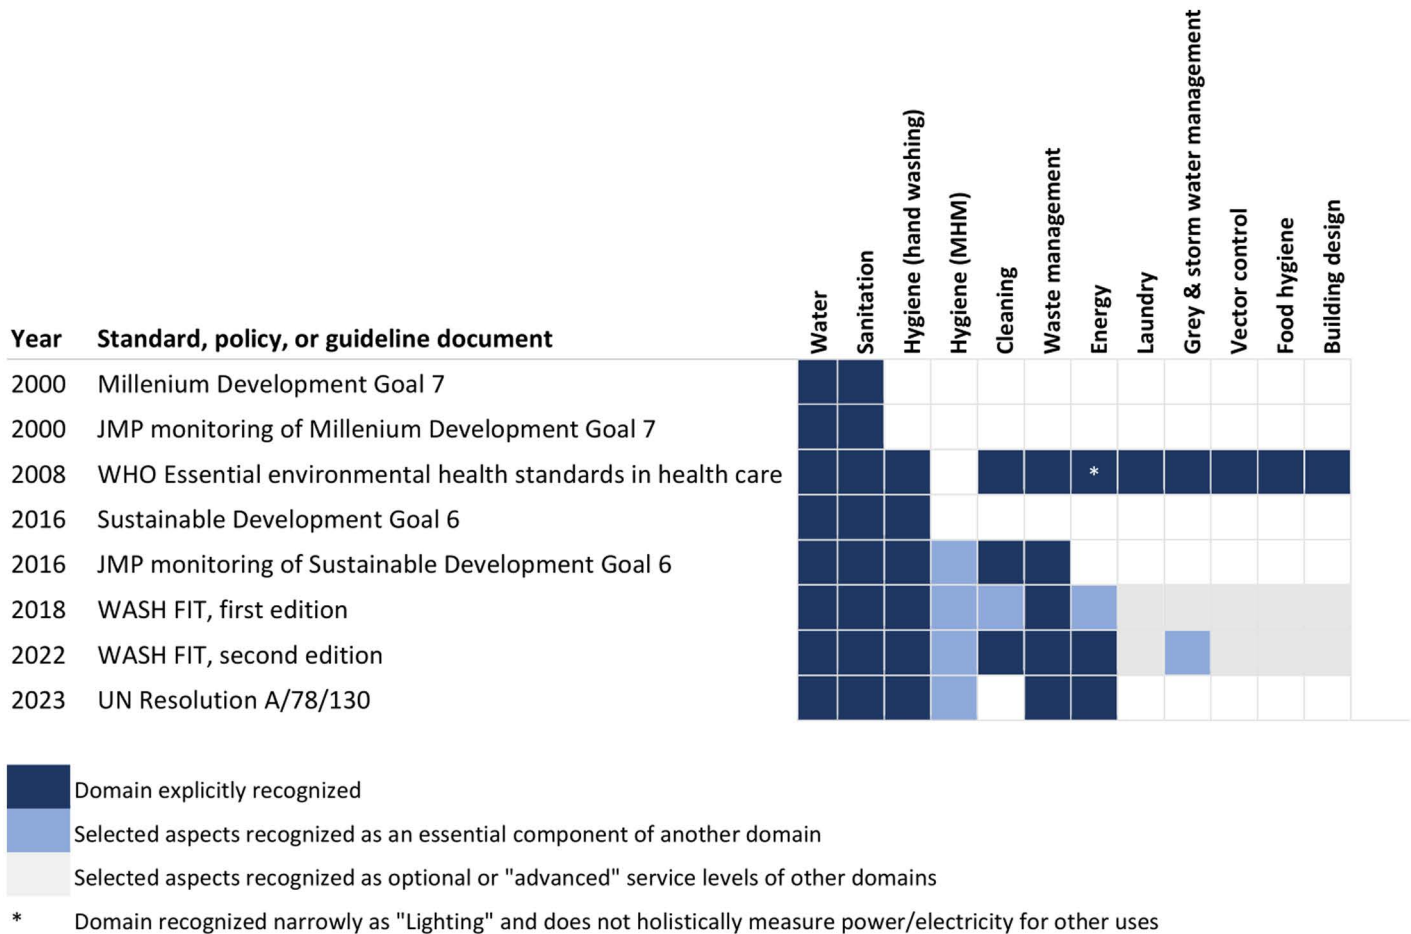 Water
Sanitation
Hygiene (hand washing)
Hygiene (MHM)
Cleaning
Waste management
Energy
Laundry
Grey & storm water management
Vector control
Food hygiene
Building design
Year Standard, policy, or guideline document
2000 Millenium Development Goal 7
2000 JMP monitoring of Millenium Development Goal 7
2008 WHO Essential environmental health standards in health care *
2016 Sustainable Development Goal 6
2016 JMP monitoring of Sustainable Development Goal 6
2018 WASH FIT, first edition
2022 WASH FIT, second edition
2023 UN Resolution A/78/130
Domain explicitly recognized
Selected aspects recognized as an essential component of another domain
Selected aspects recognized as optional or "advanced" service levels of other domains
* Domain recognized narrowly as "Lighting" and does not holistically measure power/electricity for other uses